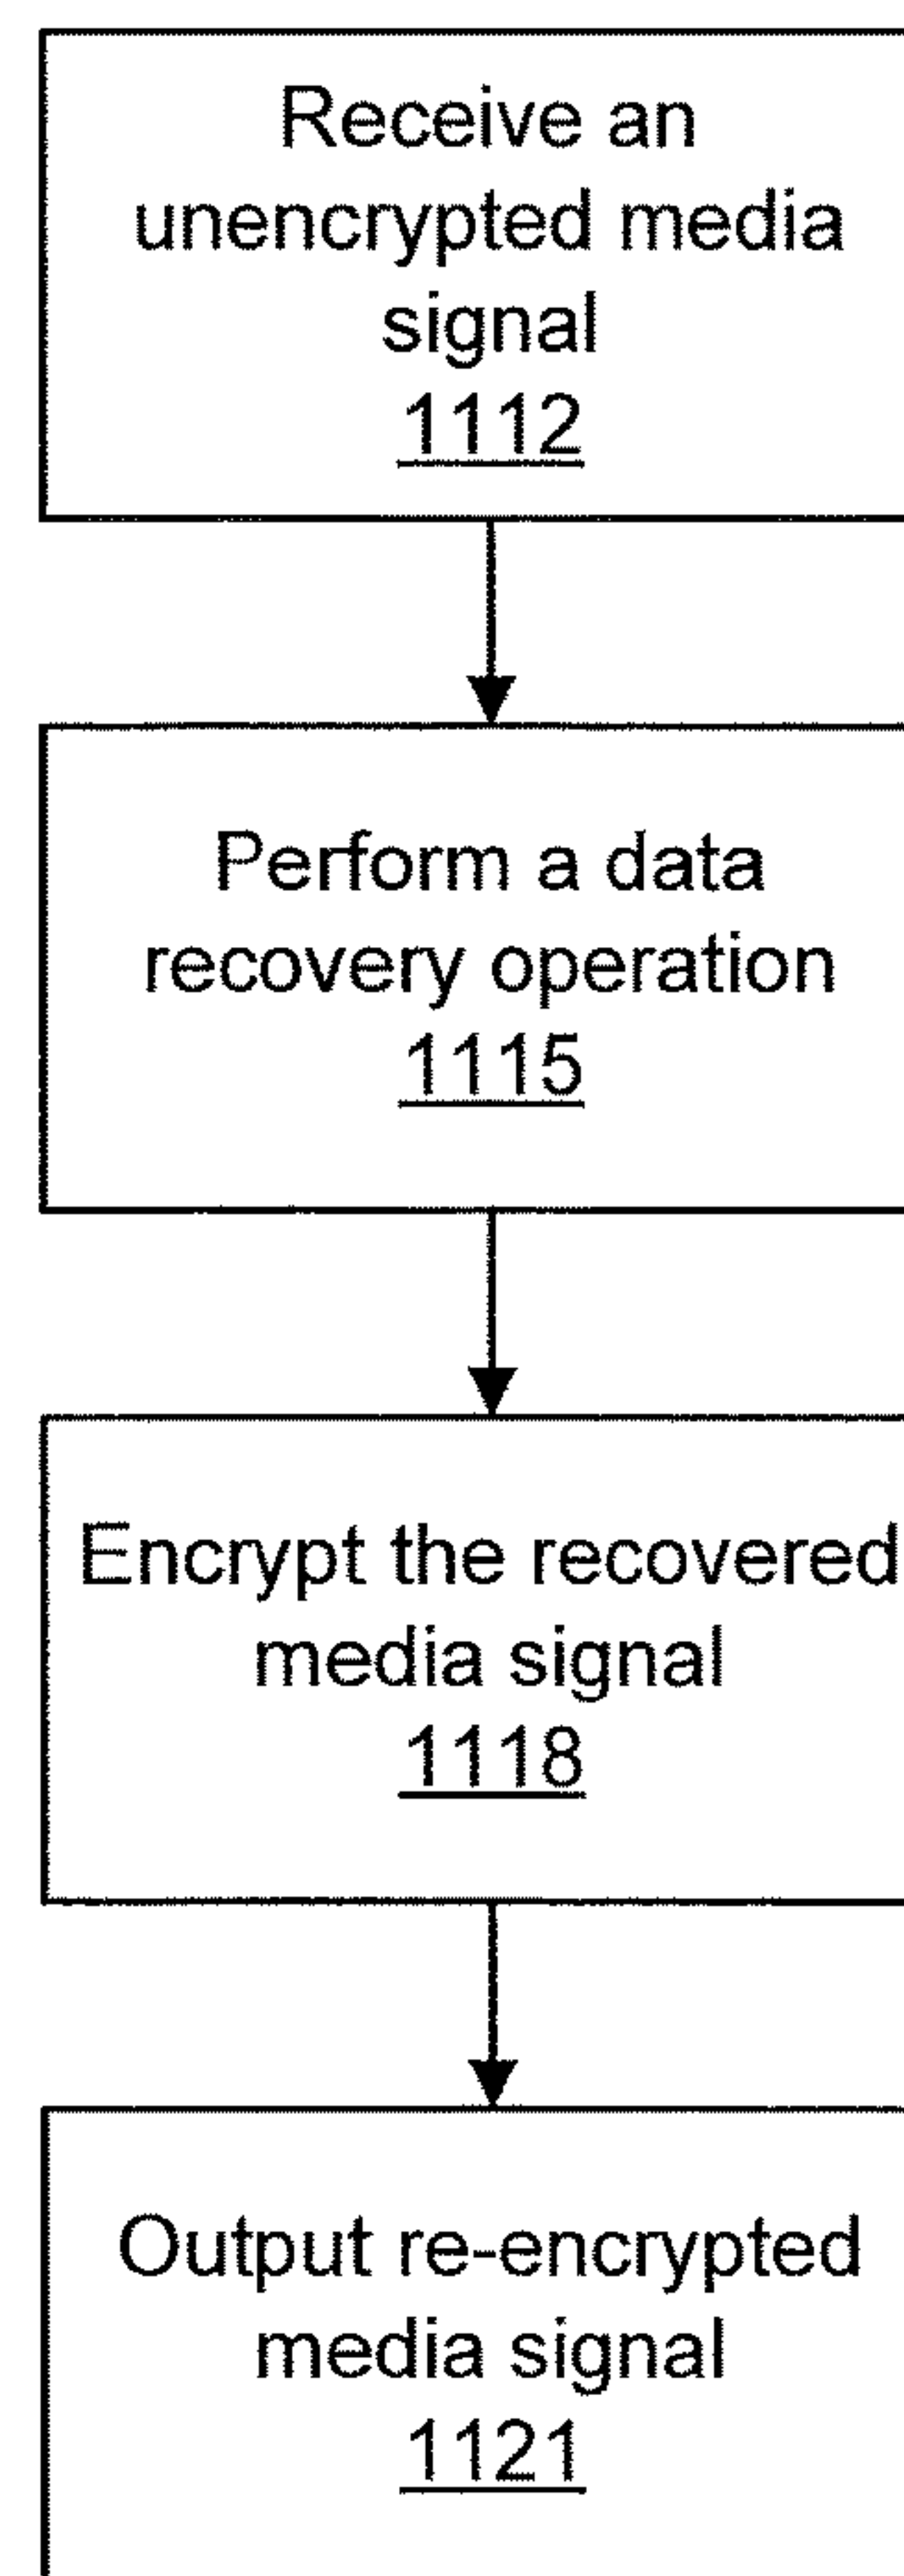 Receive an
unencrypted media
signal
1112
Perform a data
recovery operation
1115
Encrypt the recovered
media signal
1118
Output re-encrypted
media signal
1121